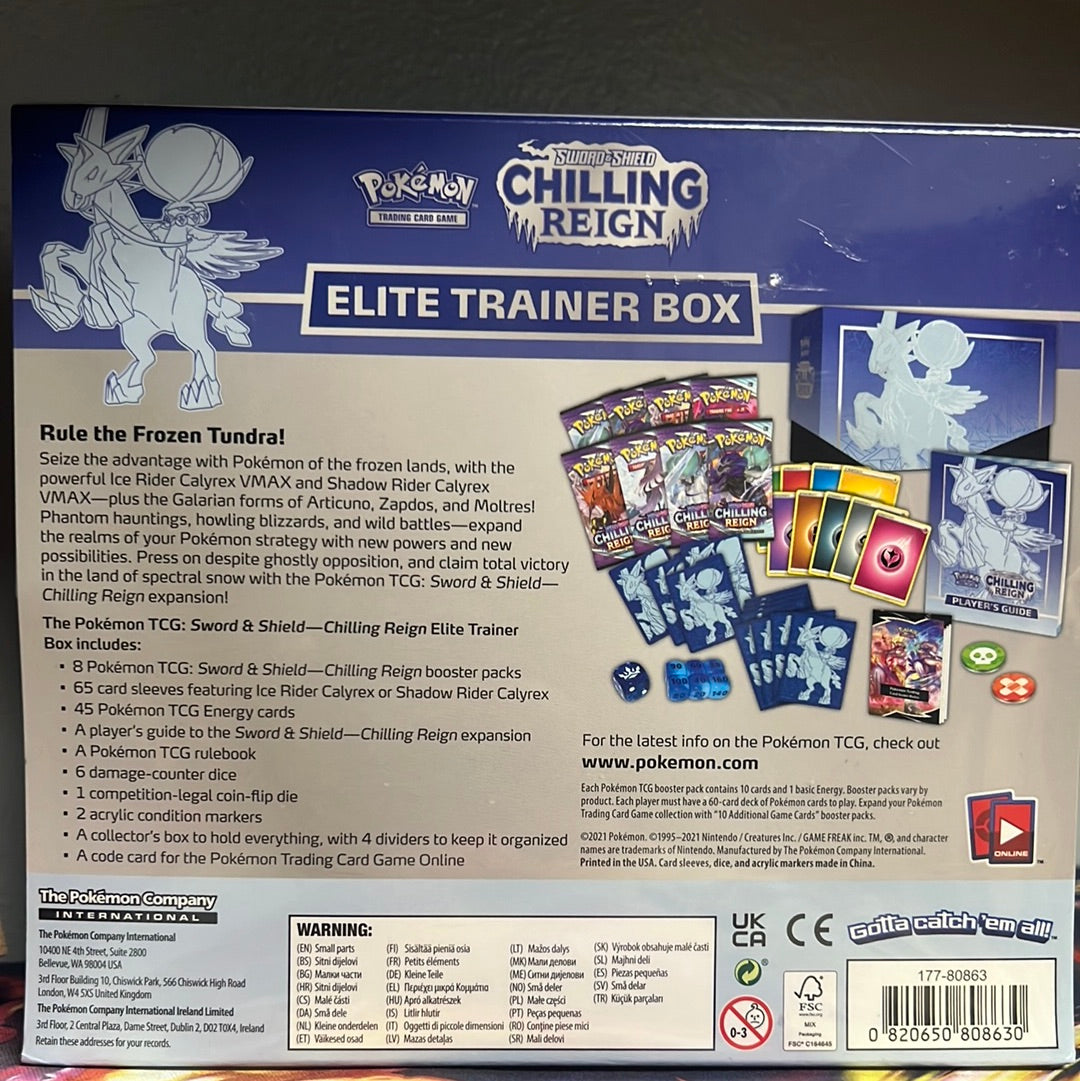 Pokémon
TRADING CARD GAME
SWORD & SHIELD
CHILLING
REIGN
ELITE TRAINER BOX
Rule the Frozen Tundra!
Seize the advantage with Pokémon of the frozen lands, with the
powerful Ice Rider Calyrex VMAX and Shadow Rider Calyrex
VMAX—plus the Galarian forms of Articuno, Zapdos, and Moltres!
Phantom hauntings, howling blizzards, and wild battles—expand
the realms of your Pokémon strategy with new powers and new
possibilities. Press on despite ghostly opposition, and claim total victory
in the land of spectral snow with the Pokémon TCG: Sword & Shield—
Chilling Reign expansion!
The Pokémon TCG: Sword & Shield—Chilling Reign Elite Trainer
Box includes:
• 8 Pokémon TCG: Sword & Shield—Chilling Reign booster packs
• 65 card sleeves featuring Ice Rider Calyrex or Shadow Rider Calyrex
• 45 Pokémon TCG Energy cards
• A player's guide to the Sword & Shield—Chilling Reign expansion
• A Pokémon TCG rulebook
• 6 damage-counter dice
• 1 competition-legal coin-flip die
• 2 acrylic condition markers
• A collector's box to hold everything, with 4 dividers to keep it organized
• A code card for the Pokémon Trading Card Game Online
POKÉMON
CHILLING
REIGN
CHILLING
REIGN
PLAYER'S GUIDE
For the latest info on the Pokémon TCG, check out
www.pokemon.com
Each Pokémon TCG booster pack contains 10 cards and 1 basic Energy. Booster packs vary by
product. Each player must have a 60-card deck of Pokémon cards to play. Expand your Pokémon
Trading Card Game collection with "10 Additional Game Cards" booster packs.
©2021 Pokémon. ©1995–2021 Nintendo / Creatures Inc. / GAME FREAK inc. TM, ®, and character
names are trademarks of Nintendo. Manufactured by The Pokémon Company International.
Printed in the USA. Card sleeves, dice, and acrylic markers made in China.
ONLINE
The Pokémon Company
INTERNATIONAL
The Pokémon Company International
10400 NE 4th Street, Suite 2800
Bellevue, WA 98004 USA
3rd Floor Building 10, Chiswick Park, 566 Chiswick High Road
London, W4 5XS United Kingdom
The Pokémon Company International Ireland Limited
3rd Floor, 2 Central Plaza, Dame Street, Dublin 2, D02 T0X4, Ireland
Retain these addresses for your records.
WARNING:
(EN) Small parts
(BS) Sitni dijelovi
(BG) Малки части
(HR) Sitni dijelovi
(CS) Malé části
(DA) Små dele
(NL) Kleine onderdelen
(ET) Väikesed osad
(FI) Sisältää pieniä osia
(FR) Petits éléments
(DE) Kleine Teile
(EL) Περιέχει μικρά Κομμάτια
(HU) Apró alkatrészek
(IS) Litlir hlutir
(IT) Oggetti di piccole dimensioni
(LV) Mazas detaļas
(LT) Mažos dalys
(MK) Мали делови
(ME) Ситни дијелови
(NO) Små deler
(PL) Małe części
(PT) Peças pequenas
(RO) Conține piese mici
(SR) Mali delovi
(SK) Výrobok obsahuje malé časti
(SL) Majhni deli
(ES) Piezas pequeñas
(SV) Små delar
(TR) Küçük parçaları
UK
CA
CE
Gotta catch 'em all!
0-3
FSC
www.fsc.org
MIX
Packaging
FSC® C184645
177-80863
0 820650 808630